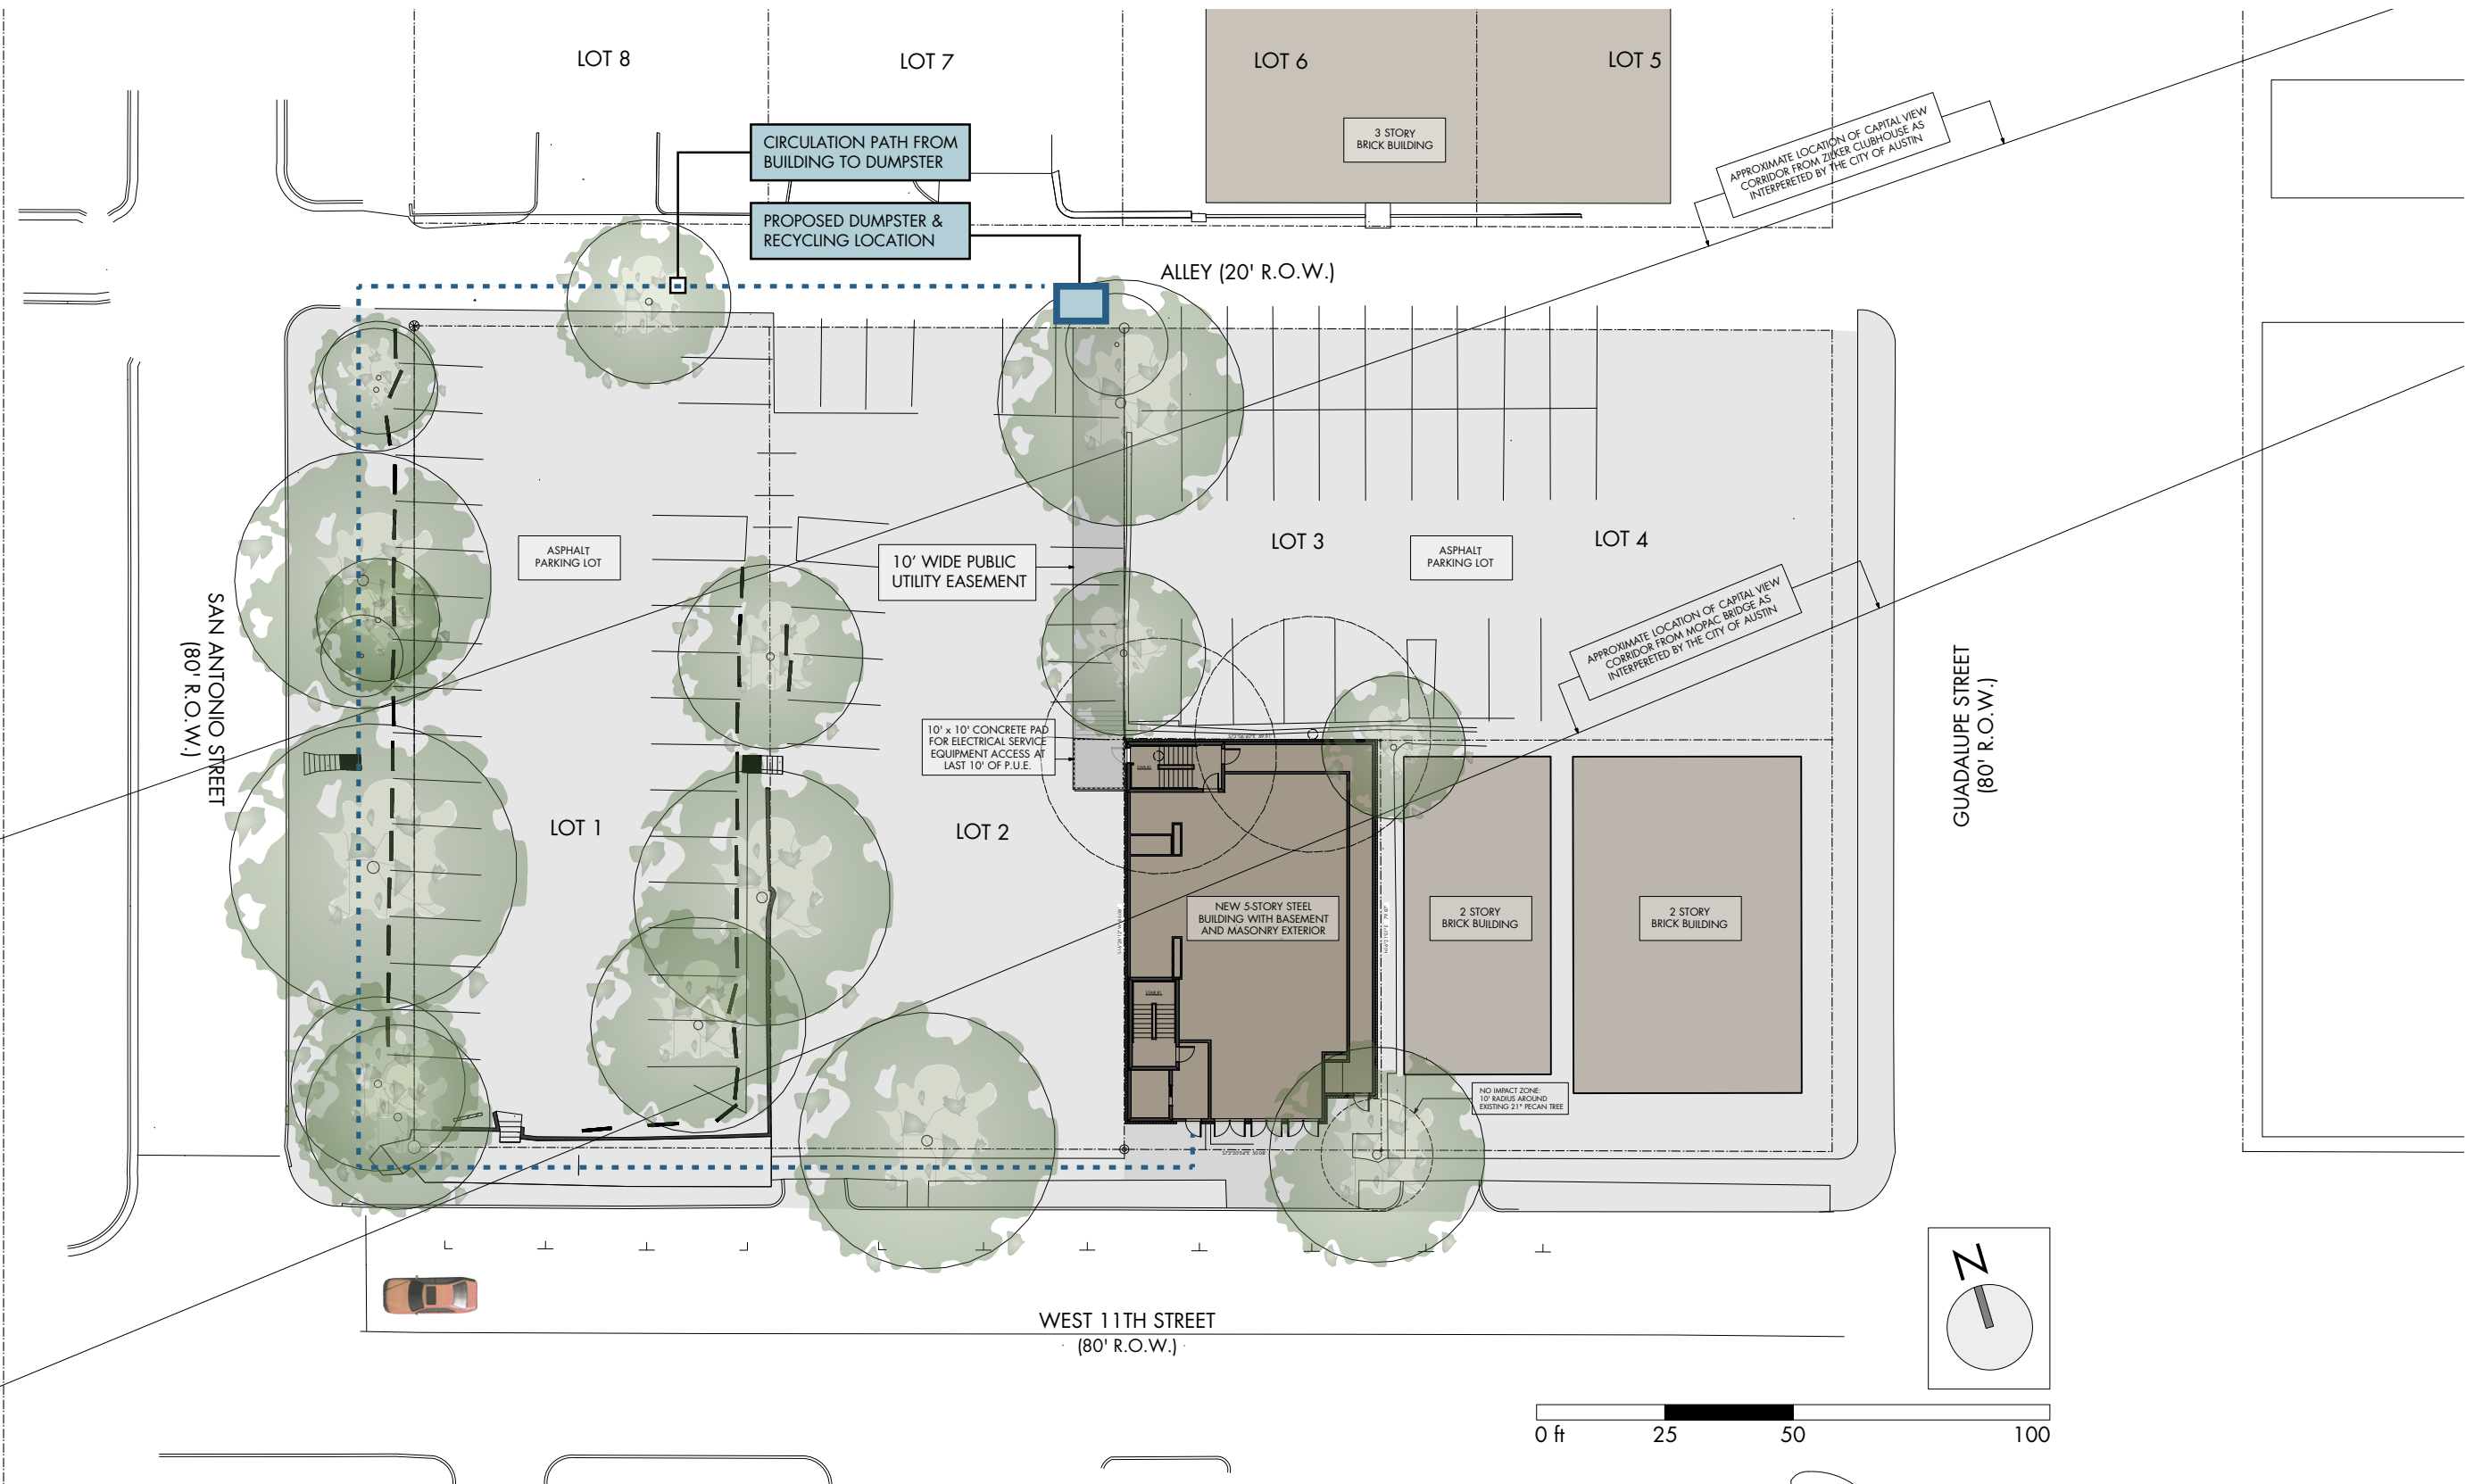 LOT 8
LOT 7
LOT 6
LOT 5
3 STORY
BRICK BUILDING
CIRCULATION PATH FROM
BUILDING TO DUMPSTER
PROPOSED DUMPSTER &
RECYCLING LOCATION
APPROXIMATE LOCATION OF CAPITAL VIEW
CORRIDOR FROM ZILKER CLUBHOUSE AS
INTERPERETED BY THE CITY OF AUSTIN
ALLEY (20' R.O.W.)
ASPHALT
PARKING LOT
10' WIDE PUBLIC
UTILITY EASEMENT
LOT 3
ASPHALT
PARKING LOT
LOT 4
APPROXIMATE LOCATION OF CAPITAL VIEW
CORRIDOR FROM MOPAC BRIDGE AS
INTERPERETED BY THE CITY OF AUSTIN
SAN ANTONIO STREET
(80' R.O.W.)
GUADALUPE STREET
(80' R.O.W.)
10' x 10' CONCRETE PAD
FOR ELECTRICAL SERVICE
EQUIPMENT ACCESS AT
LAST 10' OF P.U.E.
LOT 1
LOT 2
NEW 5-STORY STEEL
BUILDING WITH BASEMENT
AND MASONRY EXTERIOR
2 STORY
BRICK BUILDING
2 STORY
BRICK BUILDING
NO IMPACT ZONE:
10' RADIUS AROUND
EXISTING 21" PECAN TREE
WEST 11TH STREET
(80' R.O.W.)
N
0 ft 25 50 100